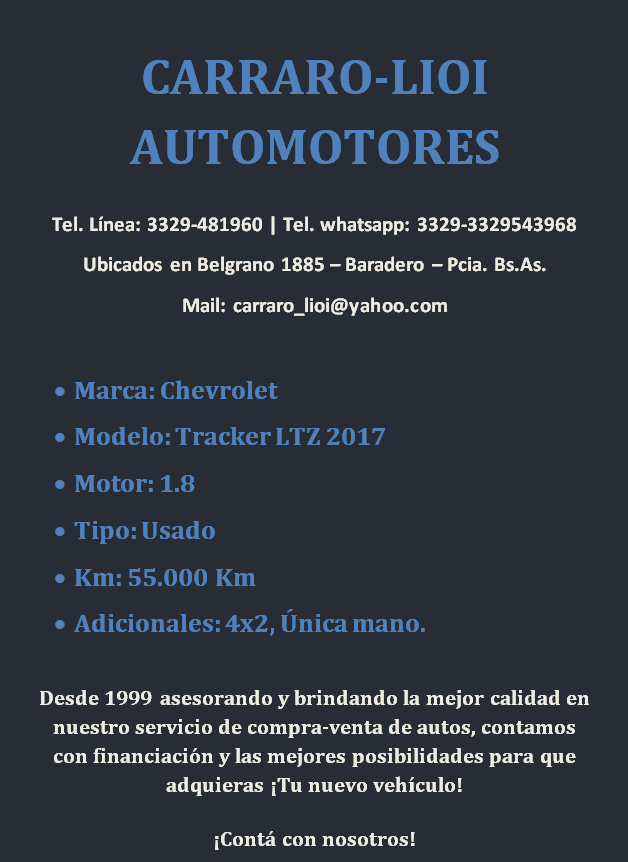 CARRARO-LIOI
AUTOMOTORES
Tel. Línea: 3329-481960 | Tel. whatsapp: 3329-3329543968
Ubicados en Belgrano 1885 – Baradero – Pcia. Bs.As.
Mail: carraro_lioi@yahoo.com
• Marca: Chevrolet
• Modelo: Tracker LTZ 2017
• Motor: 1.8
• Tipo: Usado
• Km: 55.000 Km
• Adicionales: 4x2, Única mano.
Desde 1999 asesorando y brindando la mejor calidad en
nuestro servicio de compra-venta de autos, contamos
con financiación y las mejores posibilidades para que
adquieras ¡Tu nuevo vehículo!
¡Contá con nosotros!